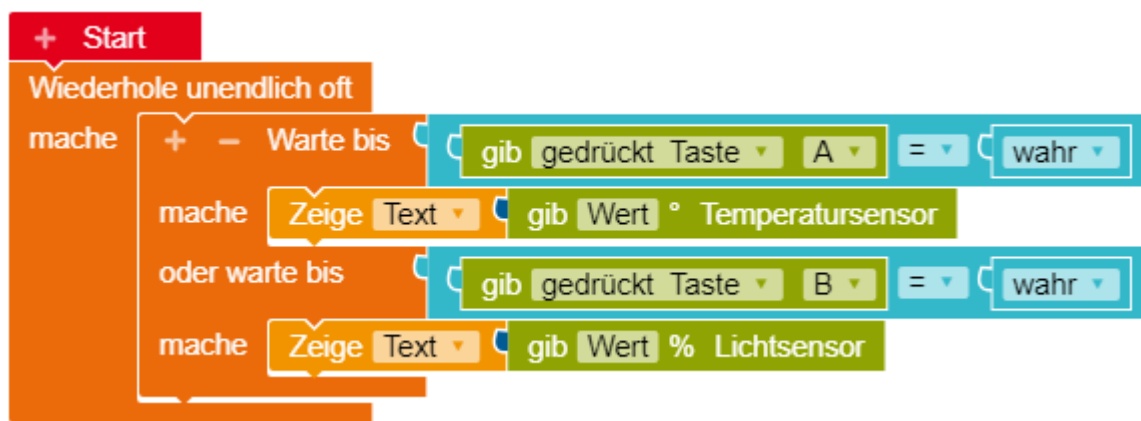 + Start
Wiederhole unendlich oft
mache + – Warte bis gib gedrückt Taste A = wahr
mache Zeige Text gib Wert ° Temperatursensor
oder warte bis gib gedrückt Taste B = wahr
mache Zeige Text gib Wert % Lichtsensor